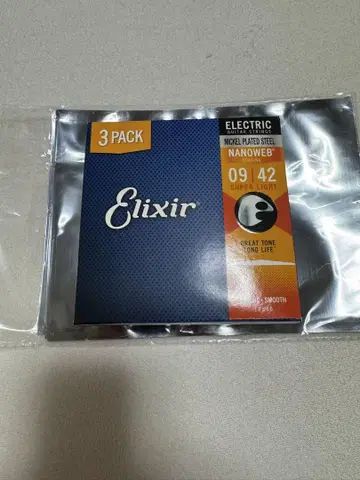 3 PACK
Elixir®
ELECTRIC
GUITAR STRINGS
NICKEL PLATED STEEL
NANOWEB®
COATING
09 | 42
SUPER LIGHT
GREAT TONE
LONG LIFE
SMOOTH